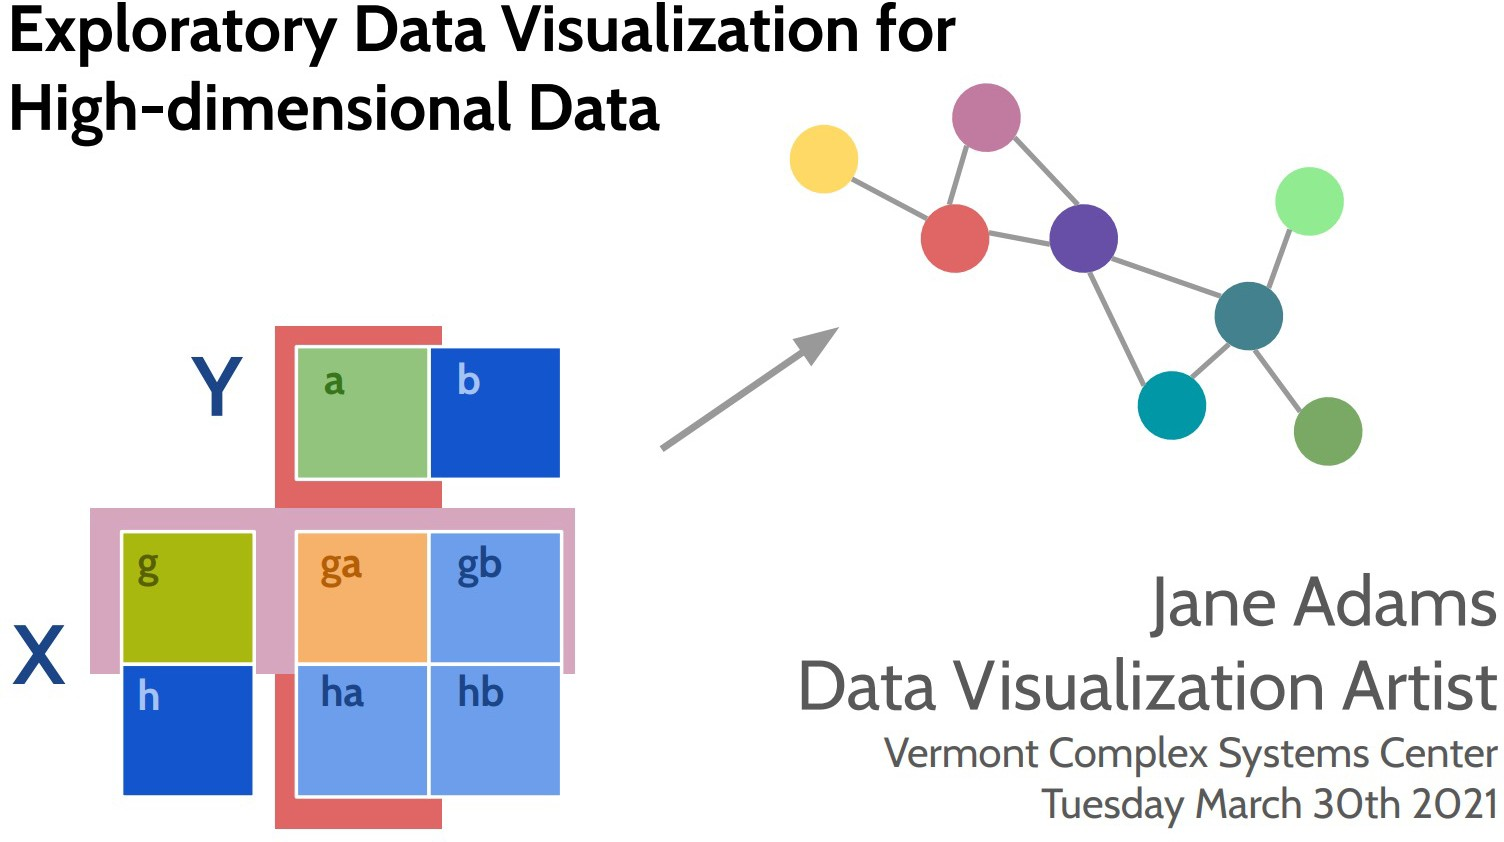 Exploratory Data Visualization for
High-dimensional Data
Y
a
b
g
ga
gb
X
h
ha
hb
Jane Adams
Data Visualization Artist
Vermont Complex Systems Center
Tuesday March 30th 2021